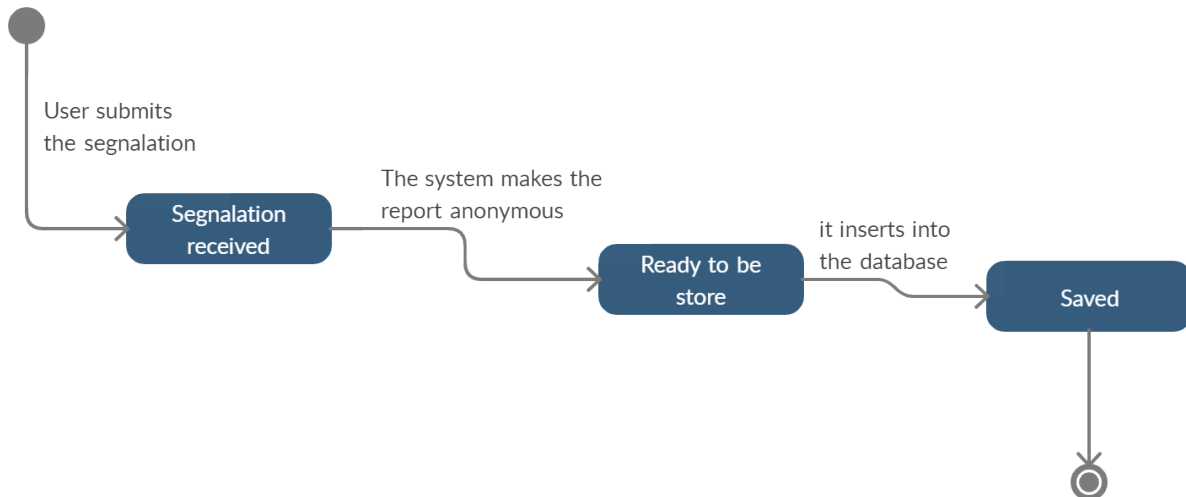 User submits
the segnalation
The system makes the
report anonymous
Segnalation
received
it inserts into
the database
Ready to be
store
Saved